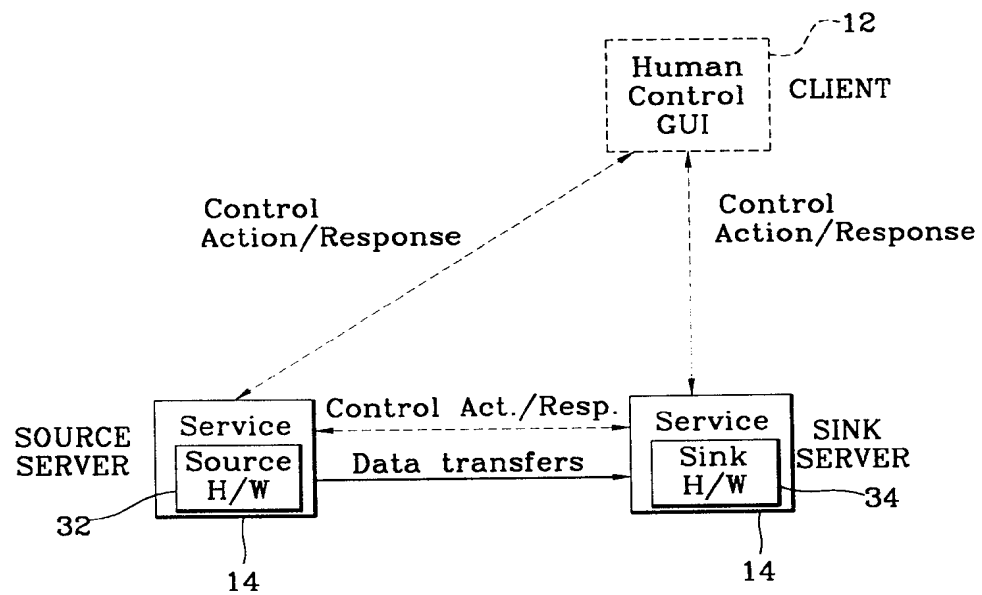 12
Human
Control
GUI
CLIENT
Control
Action/Response
Control
Action/Response
SOURCE
SERVER
Service
Source
H/W
Control Act./Resp.
Data transfers
Service
Sink
H/W
SINK
SERVER
32
34
14
14